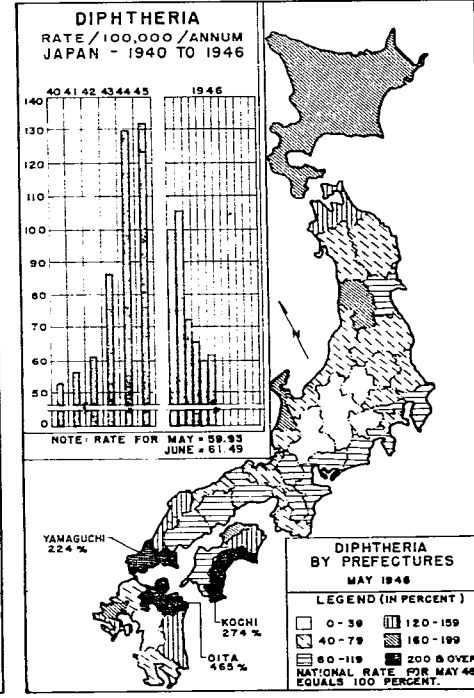 DIPHTHERIA
RATE/100,000/ANNUM
JAPAN - 1940 TO 1946
40 41 42 43 44 45 1946
140
130
120
110
100
90
80
70
60
50
0
NOTE: RATE FOR MAY = 59.93
JUNE = 61.49
N
YAMAGUCHI
224 %
KOCHI
274 %
OITA
465 %
DIPHTHERIA
BY PREFECTURES
MAY 1946
LEGEND (IN PERCENT)
0-39 120-159
40-79 160-199
80-119 200 & OVER
NATIONAL RATE FOR MAY 46
EQUALS 100 PERCENT.